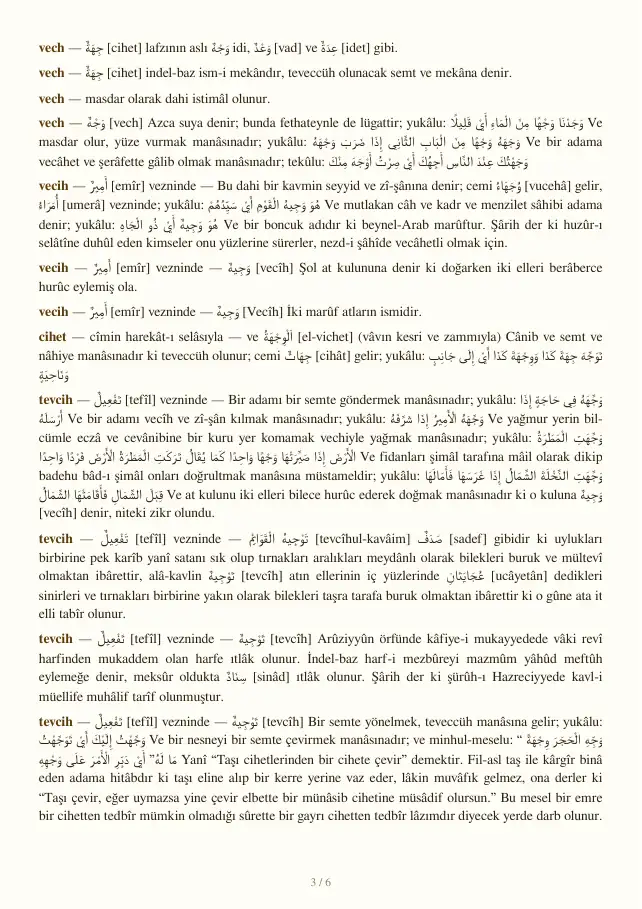 vech — جِهَةٌ [cihet] lafzının aslı وَجْهَةٌ idi, وَعْدٌ [vad] ve عِدَةٌ [idet] gibi.
vech — جِهَةٌ [cihet] indel-baz ism-i mekândır, teveccüh olunacak semt ve mekâna denir.
vech — masdar olarak dahi istimâl olunur.
vech — وَجْهٌ [vech] Azca suya denir; bunda fethateynle de lügattir; yukâlu: وَجَدْنَا وَجْهًا مِنَ الْمَاءِ أَيْ قَلِيلًا Ve
masdar olur, yüze vurmak manâsınadır; yukâlu: وَجَهَهُ وَجْهًا مِنَ الْبَابِ الثَّانِي إِذَا ضَرَبَ وَجْهَهُ Ve bir adama
vecâhet ve şerâfette gâlib olmak manâsınadır; tekûlu: وَجَهْتُكَ عِنْدَ النَّاسِ أَجِهُكَ أَيْ صِرْتُ أَوْجَهَ مِنْكَ
vecih — أَمِيرٌ [emîr] vezninde — Bu dahi bir kavmin seyyid ve zî-şânına denir; cemi وُجَهَاءُ [vucehâ] gelir,
أُمَرَاءُ [umerâ] vezninde; yukâlu: هُوَ وَجِيهُ الْقَوْمِ أَيْ سَيِّدُهُمْ Ve mutlakan câh ve kadr ve menzilet sâhibi adama
denir; yukâlu: هُوَ وَجِيهٌ أَيْ ذُو الْجَاهِ Ve bir boncuk adıdır ki beynel-Arab marûftur. Şârih der ki huzûr-ı
selâtîne duhûl eden kimseler onu yüzlerine sürerler, nezd-i şâhîde vecâhetli olmak için.
vecih — أَمِيرٌ [emîr] vezninde — وَجِيهٌ [vecîh] Şol at kulununa denir ki doğarken iki elleri berâberce
hurûc eylemiş ola.
vecih — أَمِيرٌ [emîr] vezninde — وَجِيهٌ [Vecîh] İki marûf atların ismidir.
cihet — cîmin harekât-ı selâsıyla — ve اَلْوِجْهَةُ [el-vichet] (vâvın kesri ve zammıyla) Cânib ve semt ve
nâhiye manâsınadır ki teveccüh olunur; cemi جِهَاتٌ [cihât] gelir; yukâlu: تَوَجَّهَ جِهَةَ كَذَا وَوِجْهَةَ كَذَا أَيْ إِلَى جَانِبٍ
وَنَاحِيَةٍ
tevcih — تَفْعِيلٌ [tefîl] vezninde — Bir adamı bir semte göndermek manâsınadır; yukâlu: وَجَّهَهُ فِي حَاجَةٍ إِذَا
أَرْسَلَهُ Ve bir adamı vecîh ve zî-şân kılmak manâsınadır; yukâlu: وَجَّهَهُ الْأَمِيرُ إِذَا شَرَّفَهُ Ve yağmur yerin bil-
cümle eczâ ve cevânibine bir kuru yer komamak vechiyle yağmak manâsınadır; yukâlu: وَجَّهَتِ الْمَطْرَةُ
الْأَرْضَ إِذَا صَيَّرَتْهَا وَجْهًا وَاحِدًا كَمَا يُقَالُ تَرَكَتِ الْمَطْرَةُ الْأَرْضَ قَرْدًا وَاحِدًا Ve fidanları şimâl tarafına mâil olarak dikip
badehu bâd-ı şimâl onları doğrultmak manâsına müstameldir; yukâlu: وَجَّهَتِ النَّخْلَةَ الشَّمَالُ إِذَا غَرَسَهَا فَأَمَالَهَا
قِبَلَ الشَّمَالِ فَأَقَامَتْهَا الشَّمَالُ Ve at kulunu iki elleri bilece hurûc ederek doğmak manâsınadır ki o kuluna وَجِيهٌ
[vecîh] denir, niteki zikr olundu.
tevcih — تَفْعِيلٌ [tefîl] vezninde — تَوْجِيهُ الْقَوَائِمِ [tevcîhul-kavâim] صَدَفٌ [sadef] gibidir ki uylukları
birbirine pek karîb yani satanı sık olup tırnakları aralıkları meydânlı olarak bilekleri buruk ve mültevî
olmaktan ibârettir, alâ-kavlin تَوْجِيهٌ [tevcîh] atın ellerinin iç yüzlerinde عُجَايَتَانِ [ucâyetân] dedikleri
sinirleri ve tırnakları birbirine yakın olarak bilekleri taşra tarafa buruk olmaktan ibârettir ki o gûne ata it
elli tabîr olunur.
tevcih — تَفْعِيلٌ [tefîl] vezninde — تَوْجِيهٌ [tevcîh] Arûziyyûn örfünde kâfiye-i mukayyedede vâki revî
harfinden mukaddem olan harfe ıtlâk olunur. İndel-baz harf-i mezbûreyi mazmûm yâhûd meftûh
eylemeğe denir, meksûr oldukta سِنَادٌ [sinâd] ıtlâk olunur. Şârih der ki şürûh-ı Hazreciyyede kavl-i
müellife muhâlif tarîf olunmuştur.
tevcih — تَفْعِيلٌ [tefîl] vezninde — تَوْجِيهٌ [tevcîh] Bir semte yönelmek, teveccüh manâsına gelir; yukâlu:
وَجَّهْتُ إِلَيْكَ أَيْ تَوَجَّهْتُ Ve bir nesneyi bir semte çevirmek manâsınadır; ve minhul-meselu: “ وَجِّهِ الْحَجَرَ وِجْهَةً
مَا لَهُ” أَيْ دَبِّرِ الْأَمْرَ عَلَى وَجْهِهِ Yanî “Taşı cihetlerinden bir cihete çevir” demektir. Fil-asl taş ile kârgîr binâ
eden adama hitâbdır ki taşı eline alıp bir kerre yerine vaz eder, lâkin muvâfık gelmez, ona derler ki
“Taşı çevir, eğer uymazsa yine çevir elbette bir münâsib cihetine müsâdif olursun.” Bu mesel bir emre
bir cihetten tedbîr mümkin olmadığı sûrette bir gayrı cihetten tedbîr lâzımdır diyecek yerde darb olunur.
3 / 6